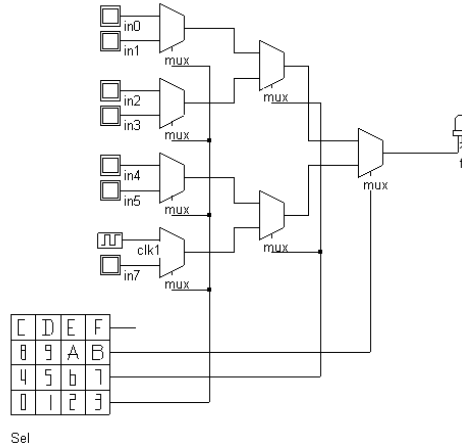 in0
in1
mux
mux
in2
in3
mux
in4
in5
mux
mux
clk1
mux
in7
mux
f
C D E F
8 9 A B
4 5 6 7
0 1 2 3
Sel